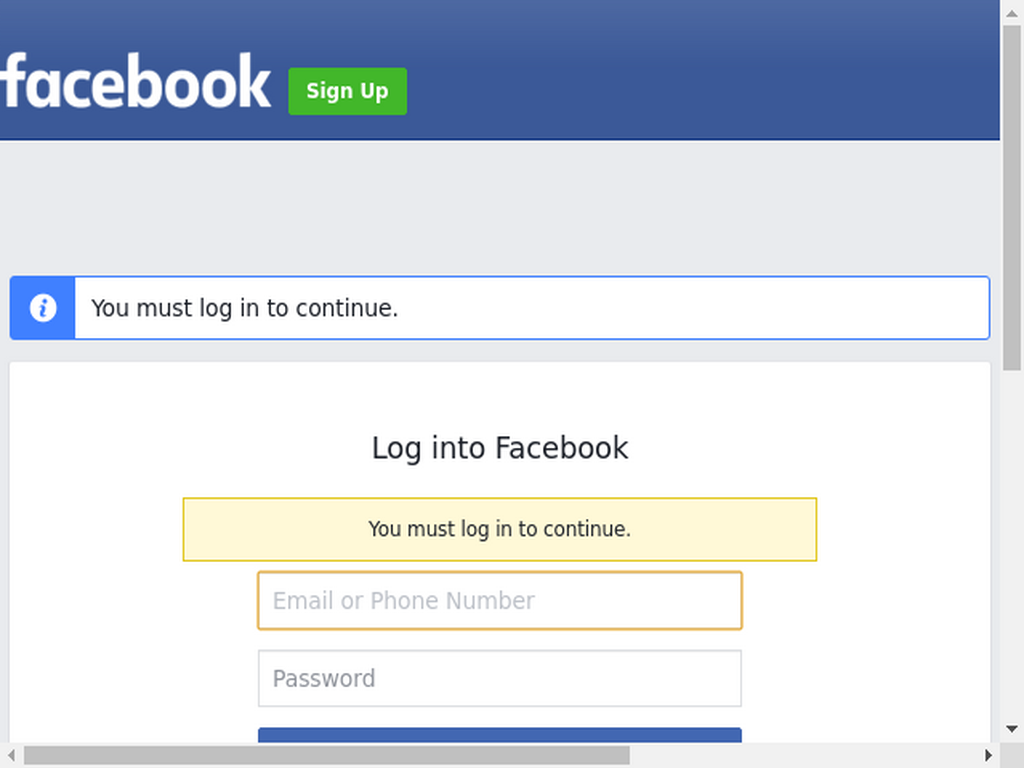 facebook
Sign Up
You must log in to continue.
Log into Facebook
You must log in to continue.
Email or Phone Number
Password